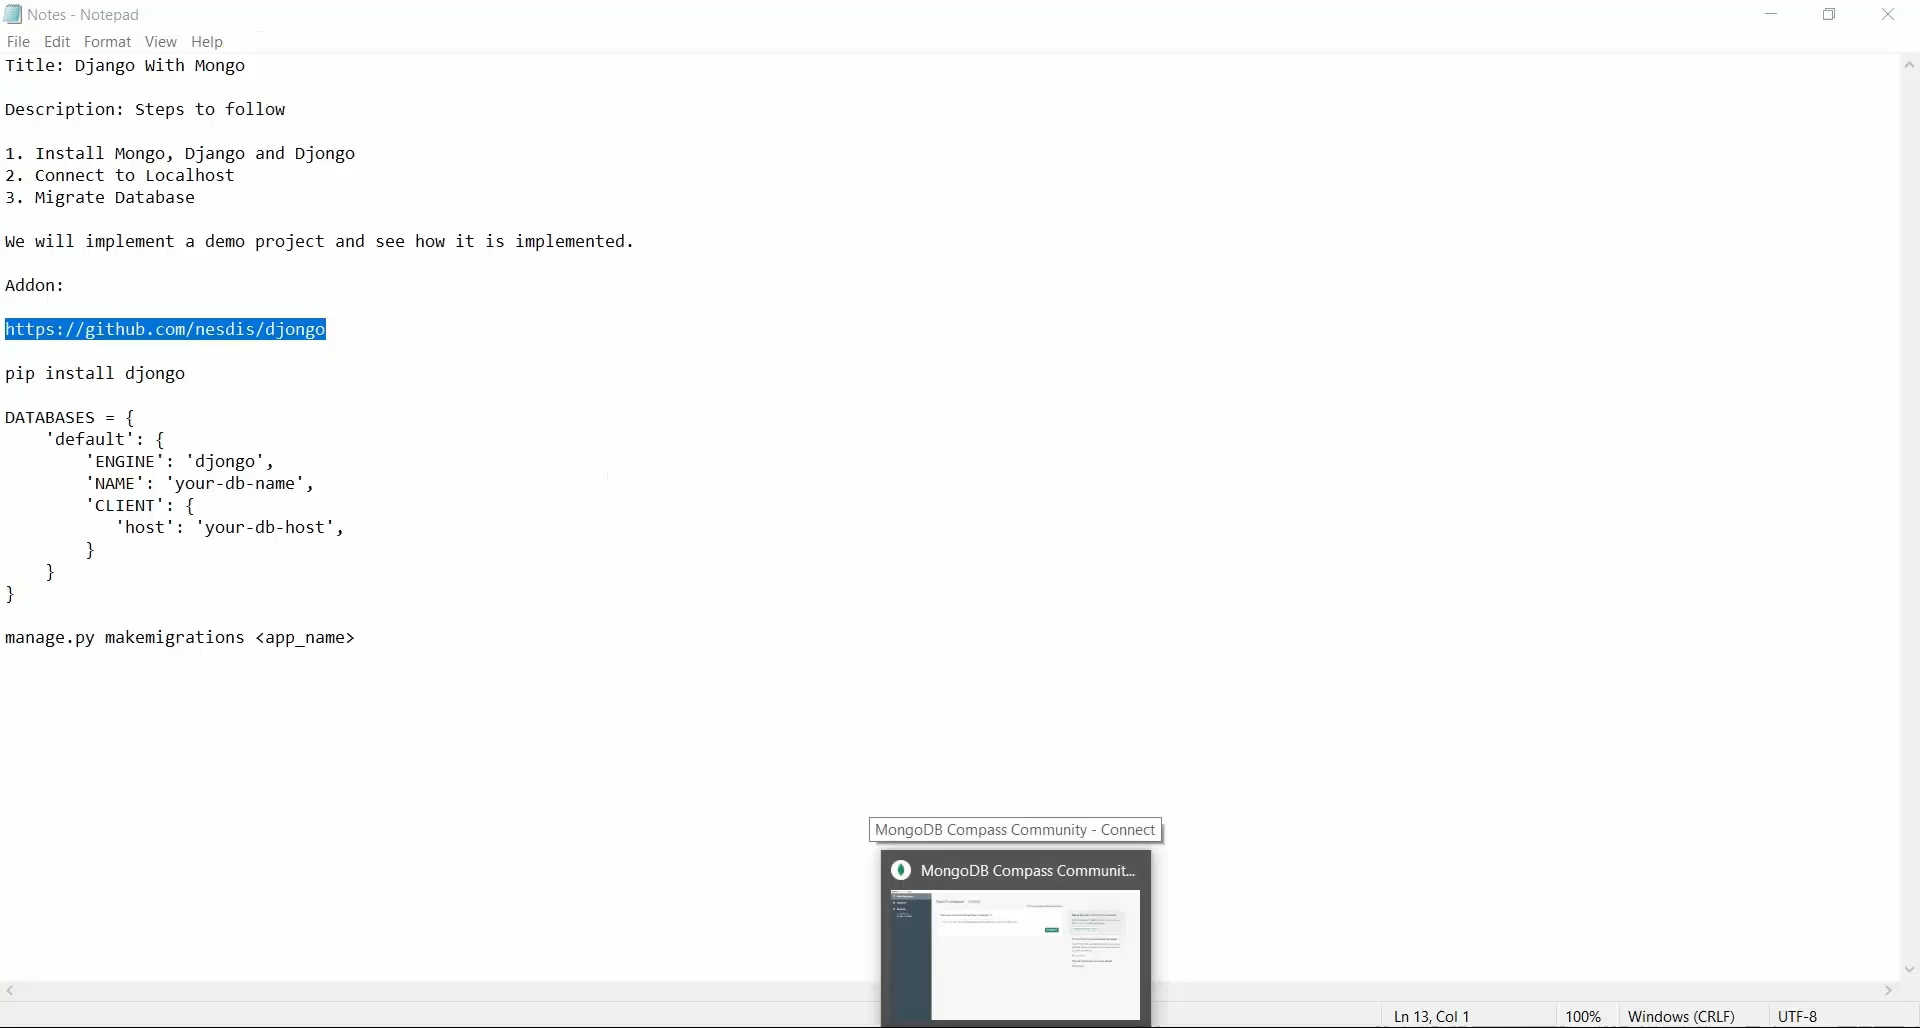 Notes - Notepad
File Edit Format View Help
Title: Django With Mongo
Description: Steps to follow
1. Install Mongo, Django and Djongo
2. Connect to Localhost
3. Migrate Database
We will implement a demo project and see how it is implemented.
Addon:
https://github.com/nesdis/djongo
pip install djongo
DATABASES = {
'default': {
'ENGINE': 'djongo',
'NAME': 'your-db-name',
'CLIENT': {
'host': 'your-db-host',
}
}
}
manage.py makemigrations <app_name>
MongoDB Compass Community - Connect
MongoDB Compass Communit...
Ln 13, Col 1 100% Windows (CRLF) UTF-8